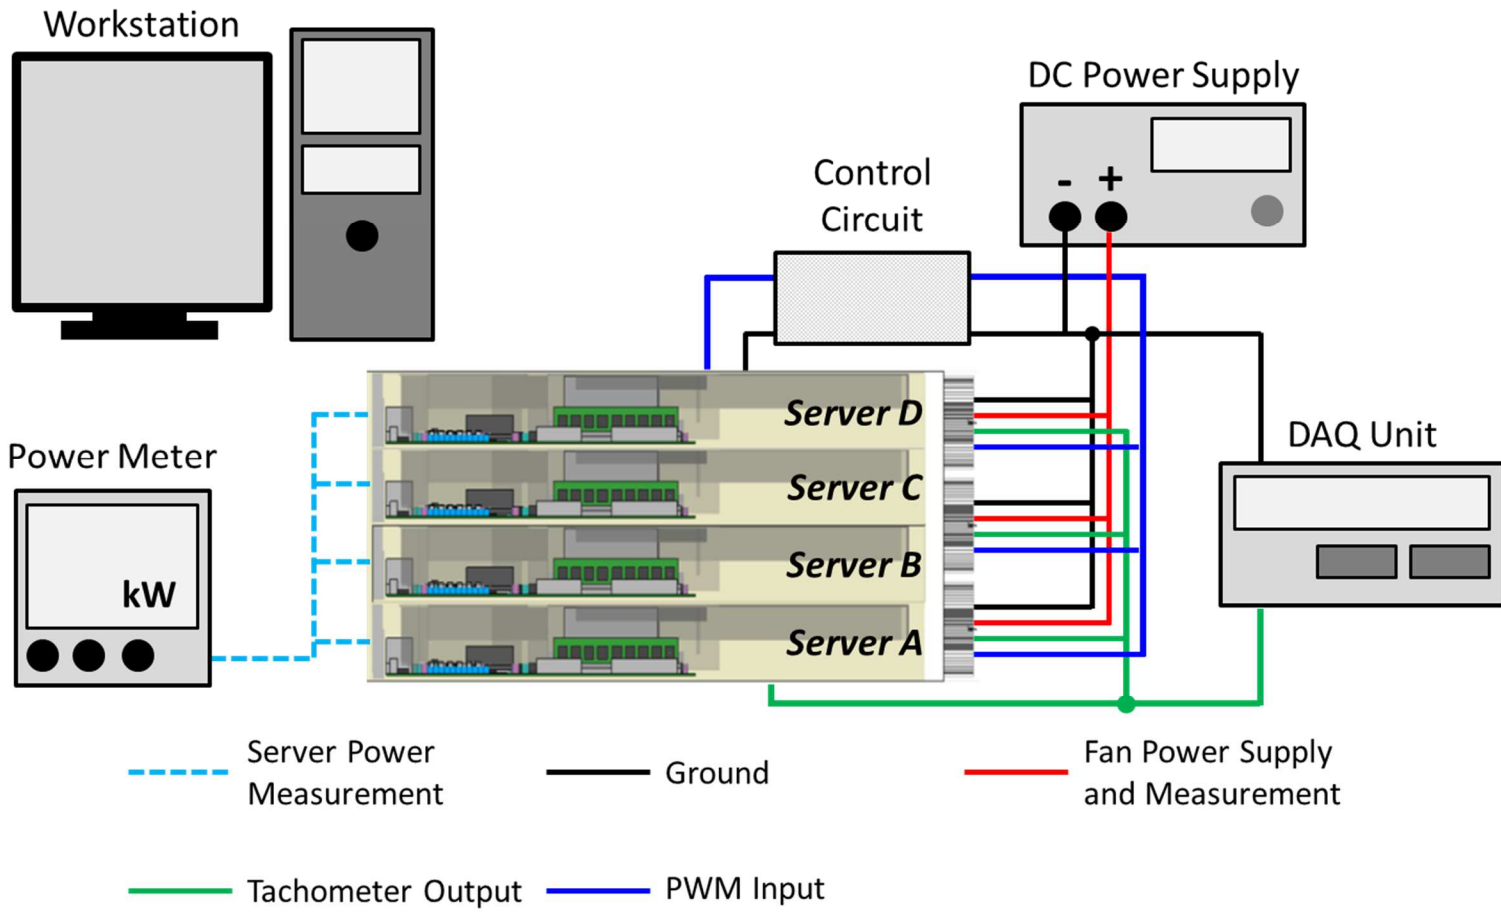 Workstation
DC Power Supply
- +
Control
Circuit
Server D
Server C
Server B
Server A
DAQ Unit
Power Meter
kW
Server Power
Measurement
Ground
Fan Power Supply
and Measurement
Tachometer Output
PWM Input